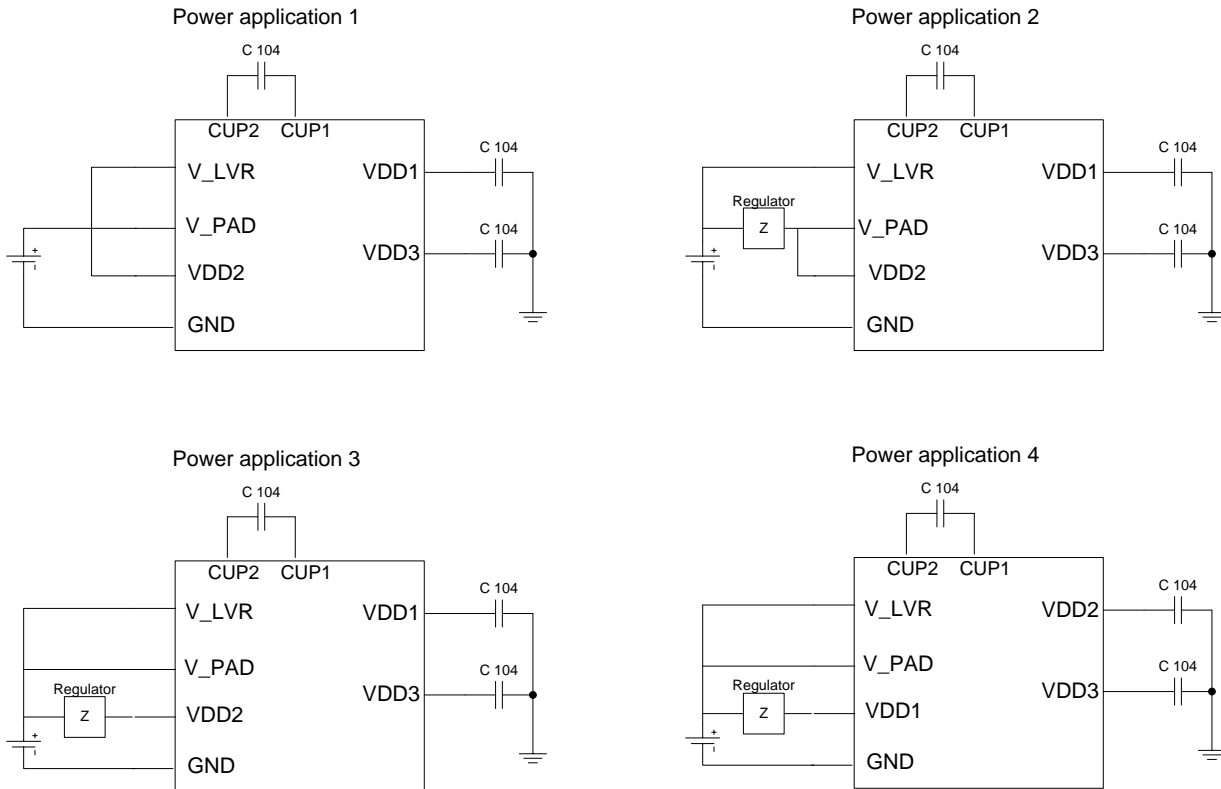 Power application 1
C 104
CUP2 CUP1
V_LVR VDD1 C 104
V_PAD
+ VDD3 C 104
VDD2
-
GND
Power application 2
C 104
CUP2 CUP1
V_LVR VDD1 C 104
Regulator
Z V_PAD
+ VDD3 C 104
VDD2
-
GND
Power application 3
C 104
CUP2 CUP1
V_LVR VDD1 C 104
V_PAD
Regulator VDD3 C 104
Z VDD2
+
-
GND
Power application 4
C 104
CUP2 CUP1
V_LVR VDD2 C 104
V_PAD
Regulator VDD3 C 104
Z VDD1
+
-
GND